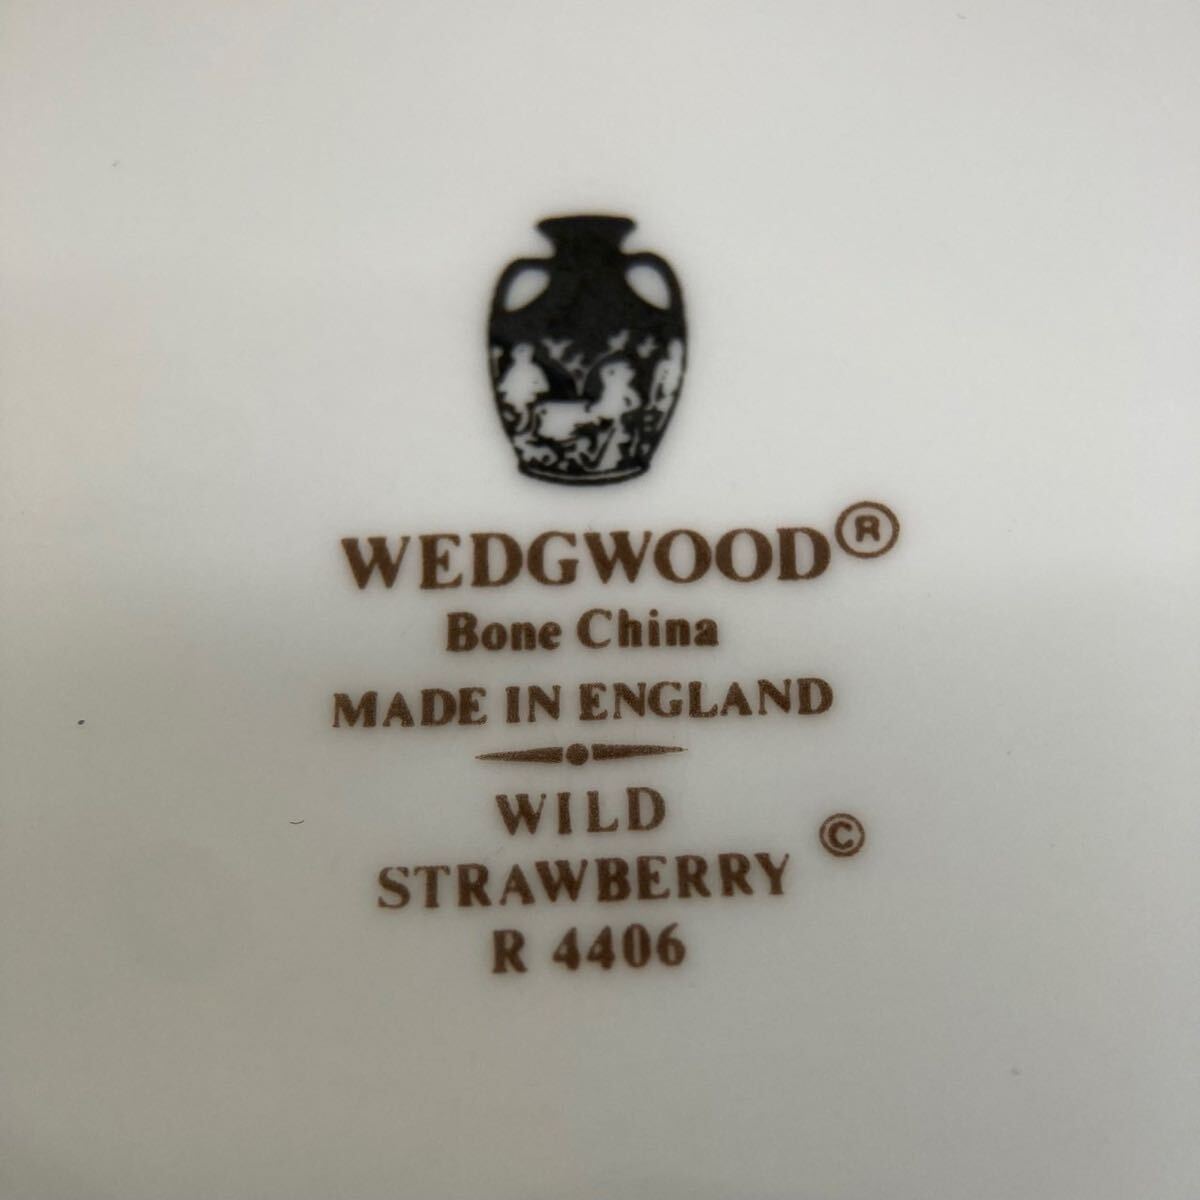 WEDGWOOD®
Bone China
MADE IN ENGLAND
WILD
STRAWBERRY ©
R 4406